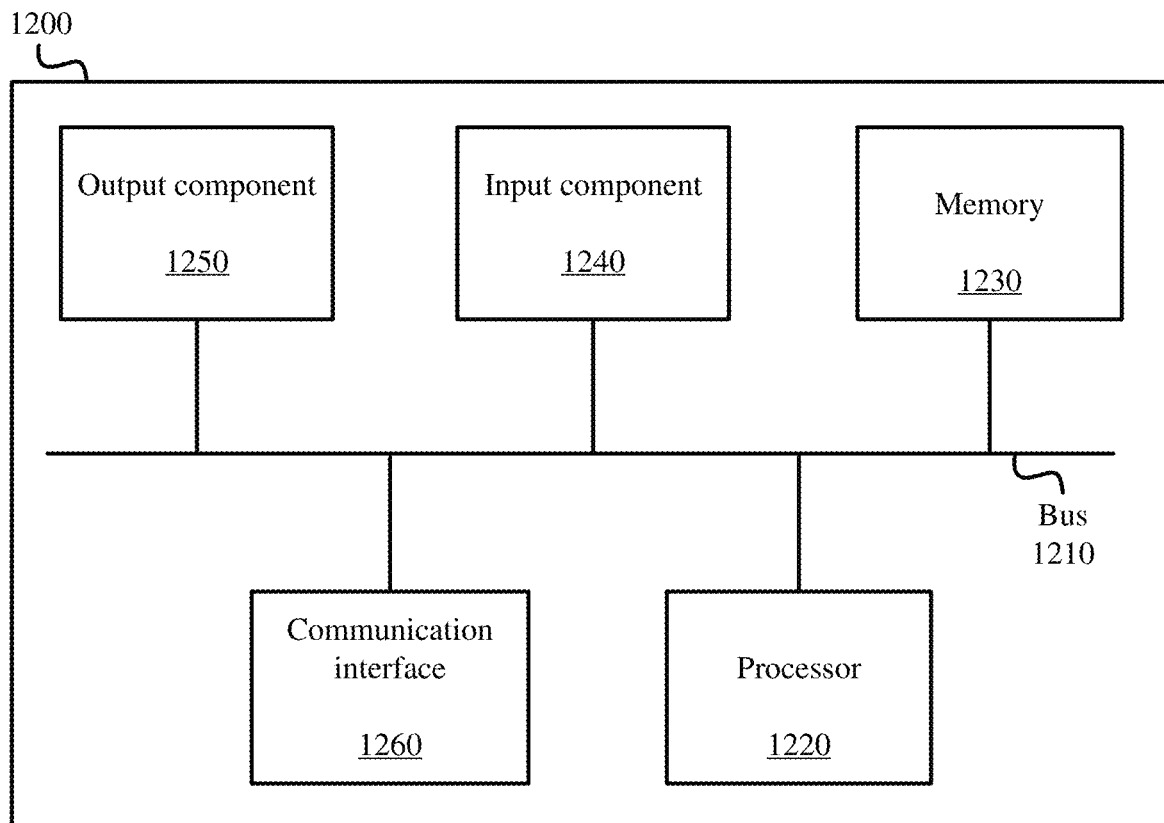 1200
Output component
1250
Input component
1240
Memory
1230
Bus
1210
Communication
interface
1260
Processor
1220